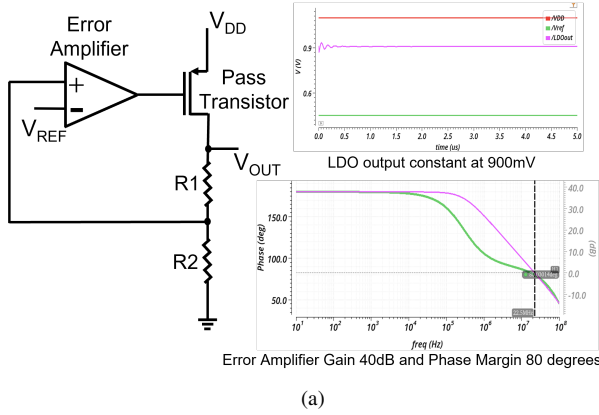 Error
Amplifier
V_DD
Pass
Transistor
+
-
V_REF
V_OUT
R1
R2
/VDD
/Vref
/LDOout
V (V)
0.9
0.6
0.0 0.5 1.0 1.5 2.0 2.5 3.0 3.5 4.0 4.5 5.0
time (us)
LDO output constant at 900mV
Phase (deg)
150.0
100.0
50.0
40.0
30.0
20.0
10.0
0.0
-10.0
(dB)
10^1 10^2 10^3 10^4 10^5 10^6 10^7 10^8
freq (Hz)
Error Amplifier Gain 40dB and Phase Margin 80 degrees
(a)